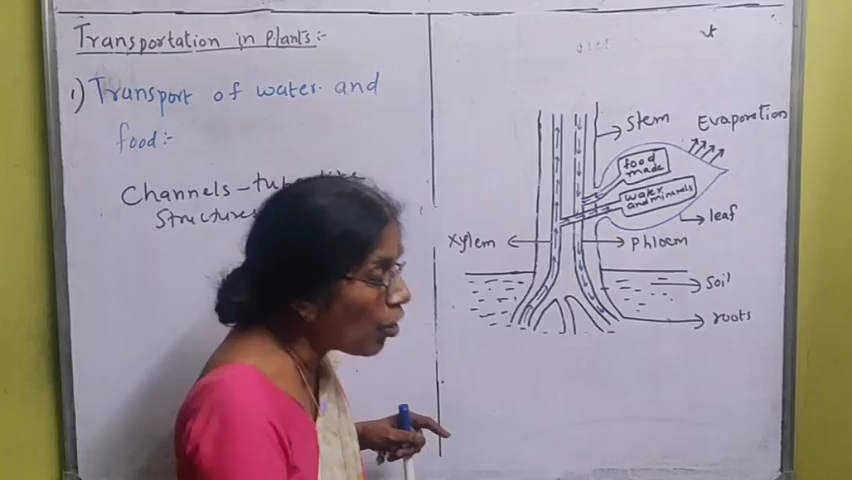 Transportation in Plants:-
1) Transport of water and
food:-
Channels-
Structures
stem
Evaporation
food
made
water
and minerals
leaf
Xylem
Phloem
Soil
roots